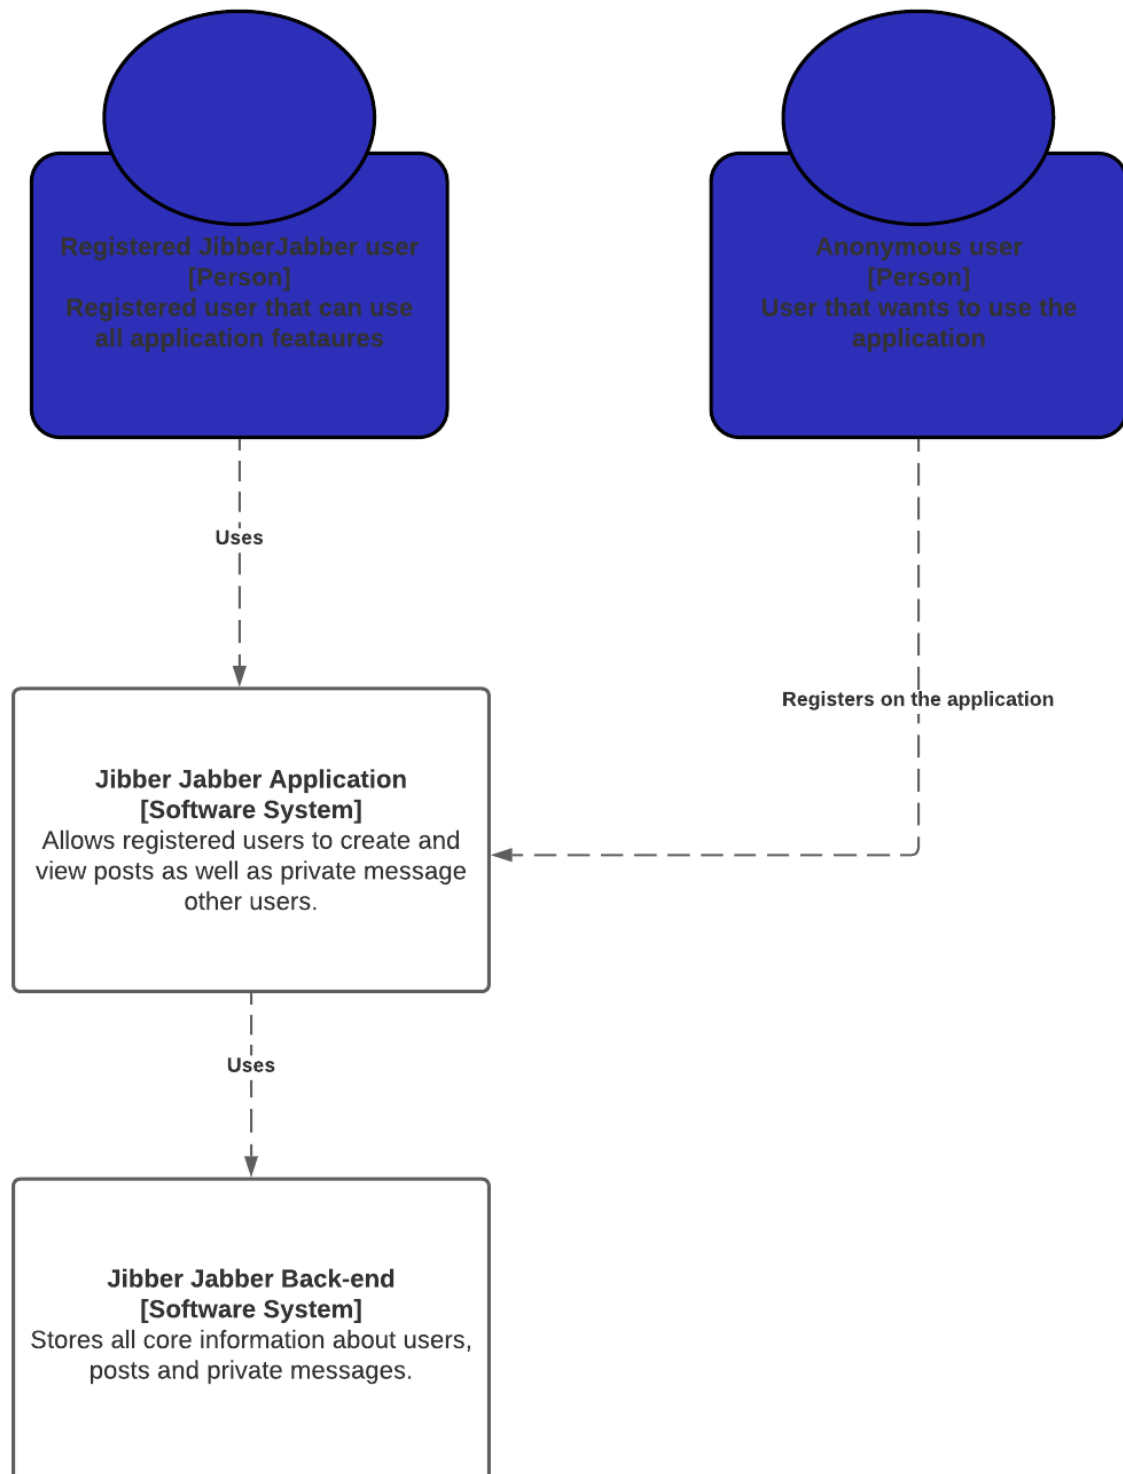 Registered JibberJabber user
[Person]
Registered user that can use
all application feataures
Anonymous user
[Person]
User that wants to use the
application
Uses
Registers on the application
Jibber Jabber Application
[Software System]
Allows registered users to create and
view posts as well as private message
other users.
Uses
Jibber Jabber Back-end
[Software System]
Stores all core information about users,
posts and private messages.